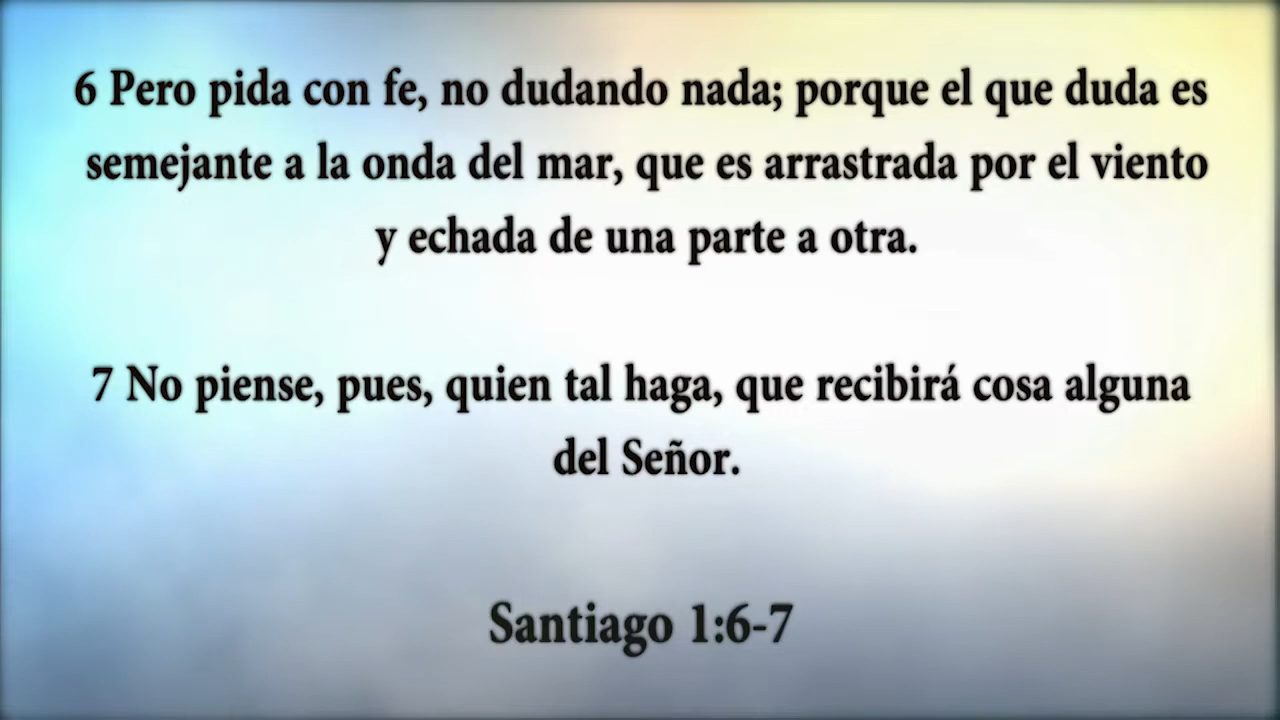 6 Pero pida con fe, no dudando nada; porque el que duda es
semejante a la onda del mar, que es arrastrada por el viento
y echada de una parte a otra.
7 No piense, pues, quien tal haga, que recibirá cosa alguna
del Señor.
Santiago 1:6-7